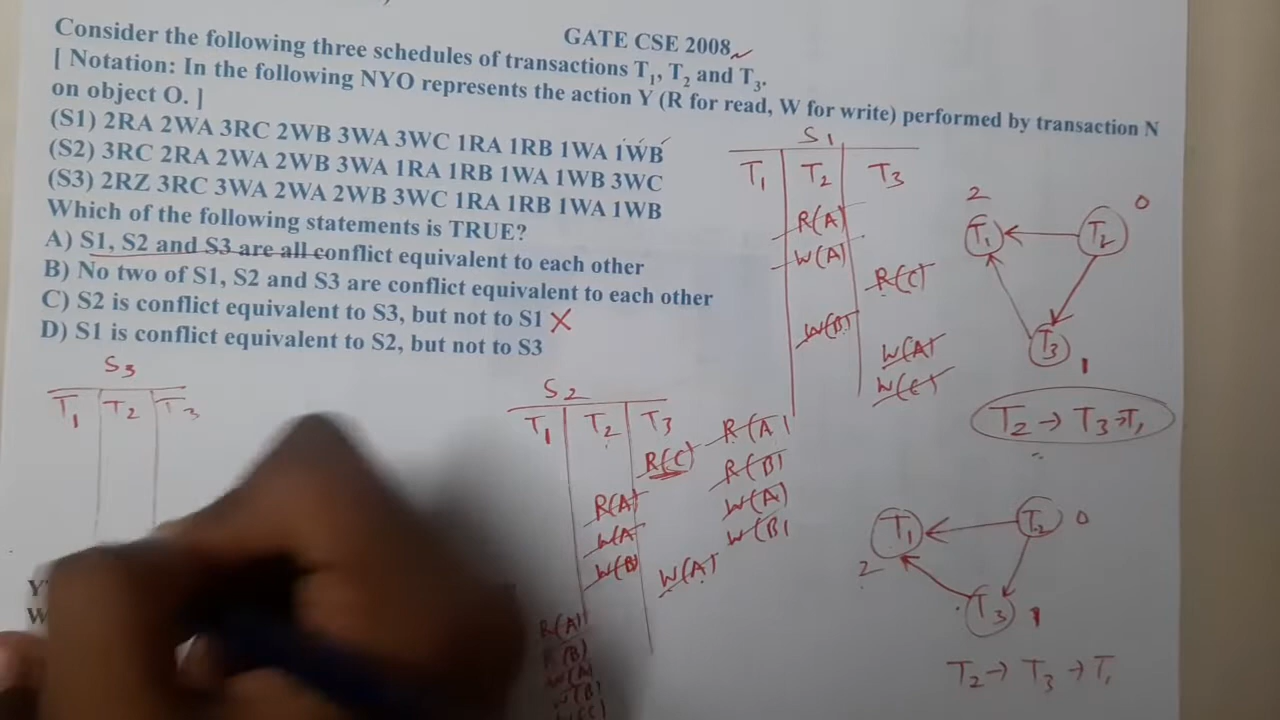 GATE CSE 2008
Consider the following three schedules of transactions T1, T2 and T3.
[ Notation: In the following NYO represents the action Y (R for read, W for write) performed by transaction N
on object O. ]
(S1) 2RA 2WA 3RC 2WB 3WA 3WC 1RA 1RB 1WA 1WB
(S2) 3RC 2RA 2WA 2WB 3WA 1RA 1RB 1WA 1WB 3WC
(S3) 2RZ 3RC 3WA 2WA 2WB 3WC 1RA 1RB 1WA 1WB
Which of the following statements is TRUE?
A) S1, S2 and S3 are all conflict equivalent to each other
B) No two of S1, S2 and S3 are conflict equivalent to each other
C) S2 is conflict equivalent to S3, but not to S1 X
D) S1 is conflict equivalent to S2, but not to S3
S1
T1 T2 T3
R(A)
W(A)
R(C)
W(B)
W(A)
W(C)
R(A)
R(B)
W(A)
W(B)
2 0
T1 T2
T3 1
T2 → T3 → T1
S2
T1 T2 T3
R(C)
R(A)
W(A)
W(B)
W(A)
R(A)
R(B)
W(A)
W(B)
T1 T2 0
2 T3 1
T2 → T3 → T1
S3
T1 T2 T3